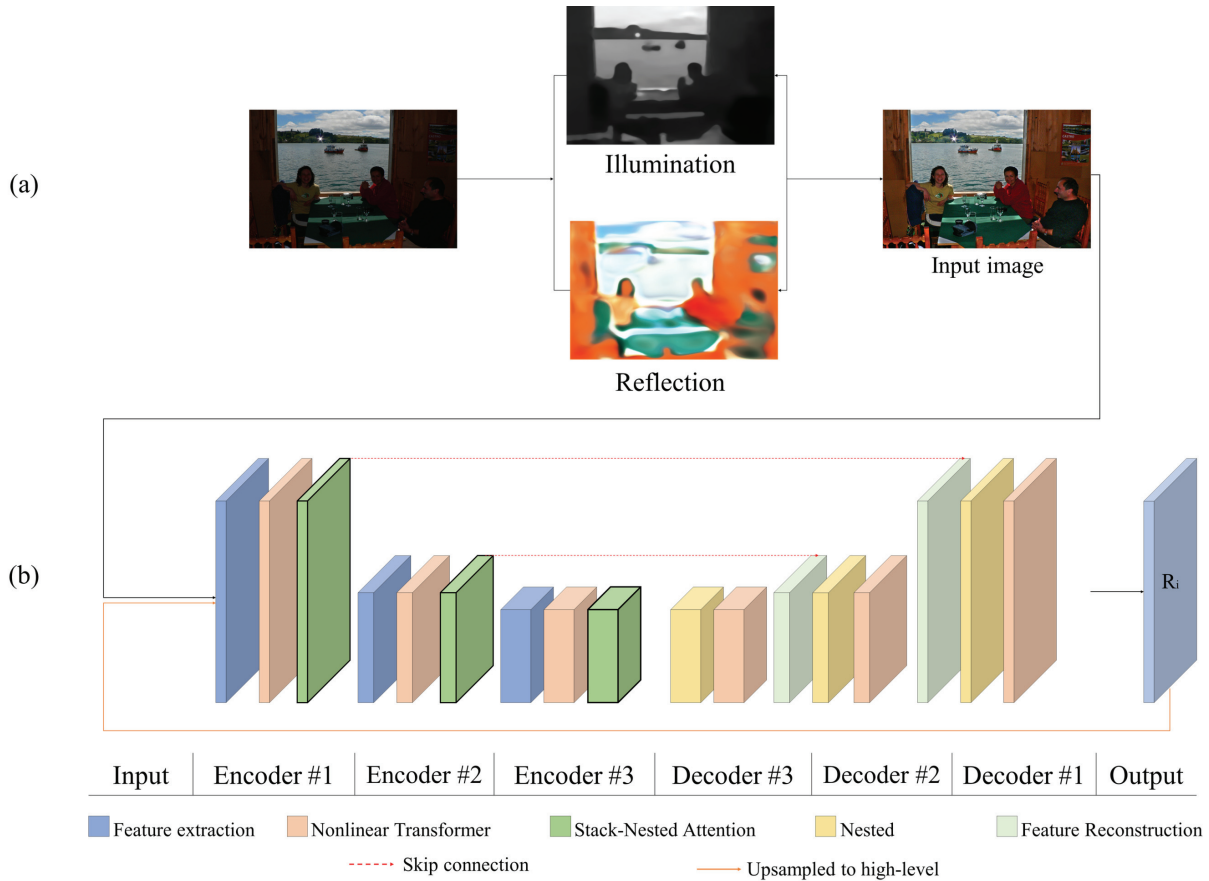 (a)
Illumination
Input image
Reflection
(b)
Rᵢ
Input
Encoder #1
Encoder #2
Encoder #3
Decoder #3
Decoder #2
Decoder #1
Output
Feature extraction
Nonlinear Transformer
Stack-Nested Attention
Nested
Feature Reconstruction
Skip connection
Upsampled to high-level